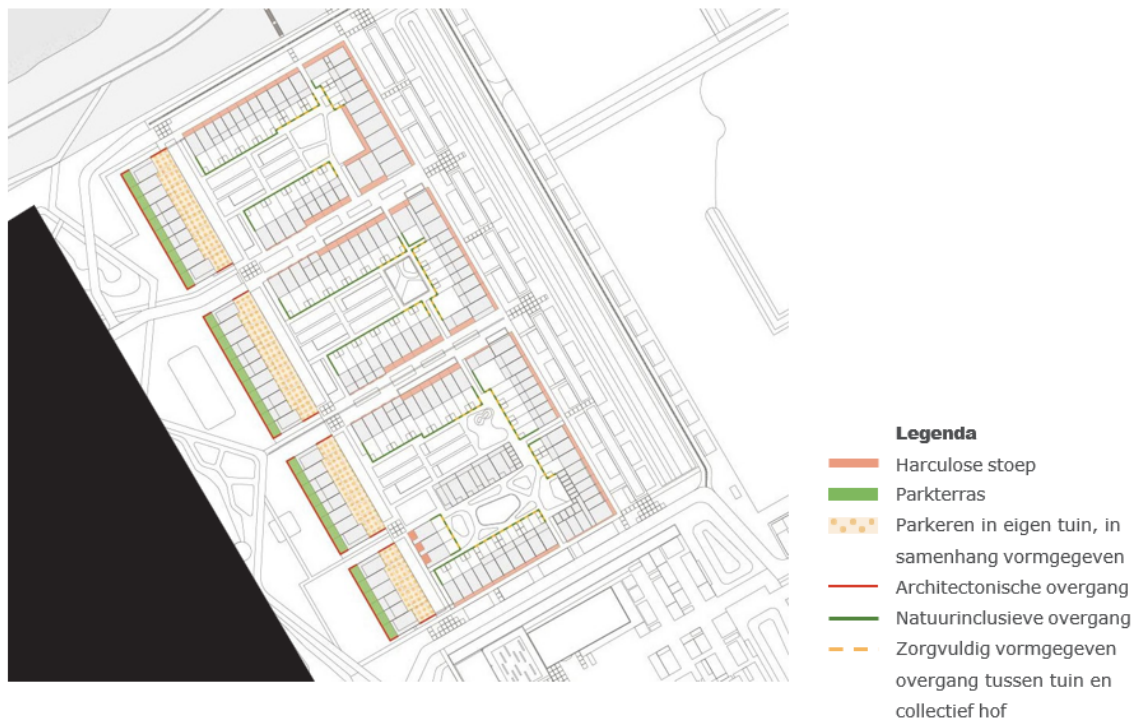 Legenda
Harculose stoep
Parkterras
Parkeren in eigen tuin, in
samenhang vormgegeven
Architectonische overgang
Natuurinclusieve overgang
Zorgvuldig vormgegeven
overgang tussen tuin en
collectief hof